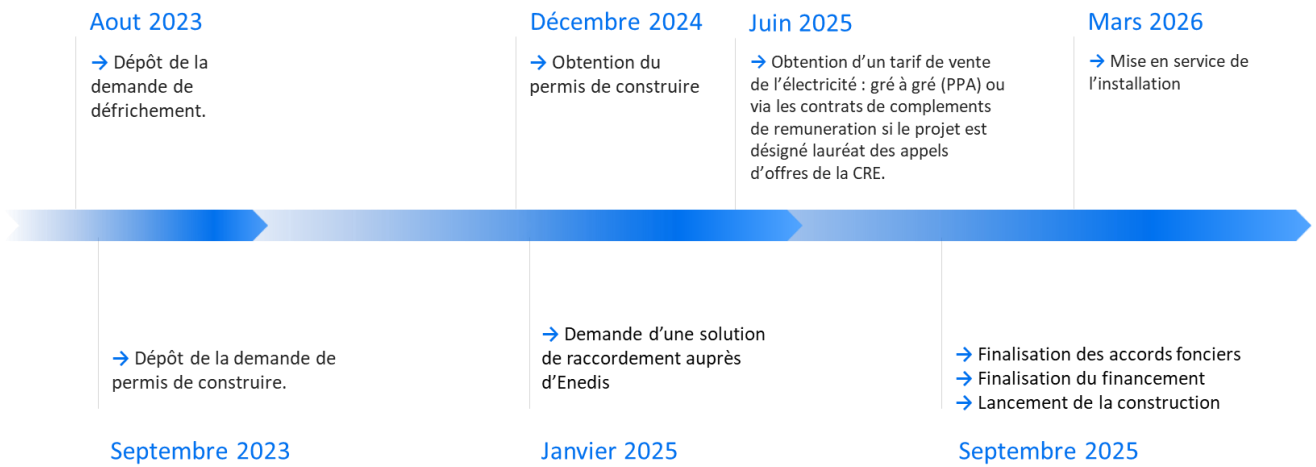 Aout 2023
→ Dépôt de la
demande de
défrichement.
Décembre 2024
→ Obtention du
permis de construire
Juin 2025
→ Obtention d’un tarif de vente
de l’électricité : gré à gré (PPA) ou
via les contrats de complements
de remuneration si le projet est
désigné lauréat des appels
d’offres de la CRE.
Mars 2026
→ Mise en service de
l’installation
→ Dépôt de la demande de
permis de construire.
Septembre 2023
→ Demande d’une solution
de raccordement auprès
d’Enedis
Janvier 2025
→ Finalisation des accords fonciers
→ Finalisation du financement
→ Lancement de la construction
Septembre 2025